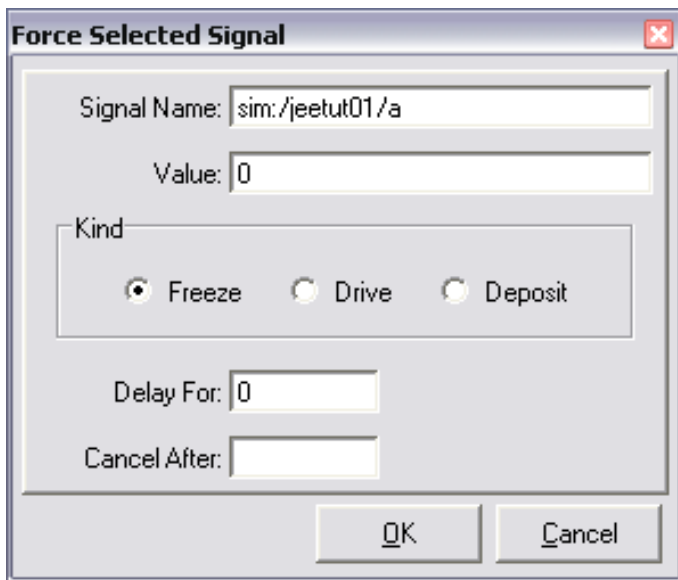 Force Selected Signal
Signal Name: sim:/jeetut01/a
Value: 0
Kind
Freeze Drive Deposit
Delay For: 0
Cancel After:
OK Cancel